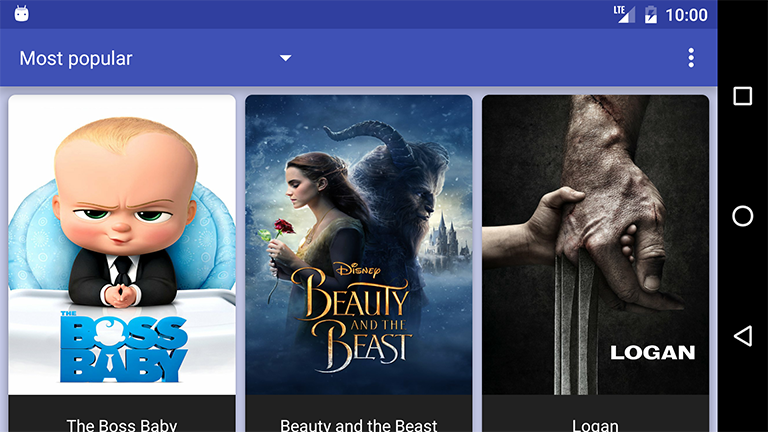 LTE 10:00
Most popular
THE
BOSS
BABY
Disney
BEAUTY
AND THE
BEAST
LOGAN
The Boss Baby
Beauty and the Beast
Logan